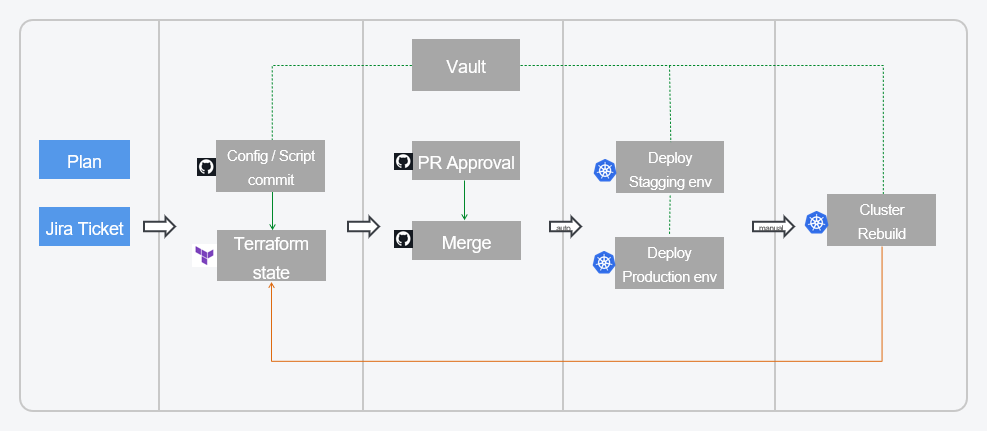 Vault
Plan
Jira Ticket
Config / Script
commit
Terraform
state
PR Approval
Merge
auto
Deploy
Stagging env
Deploy
Production env
manual
Cluster
Rebuild